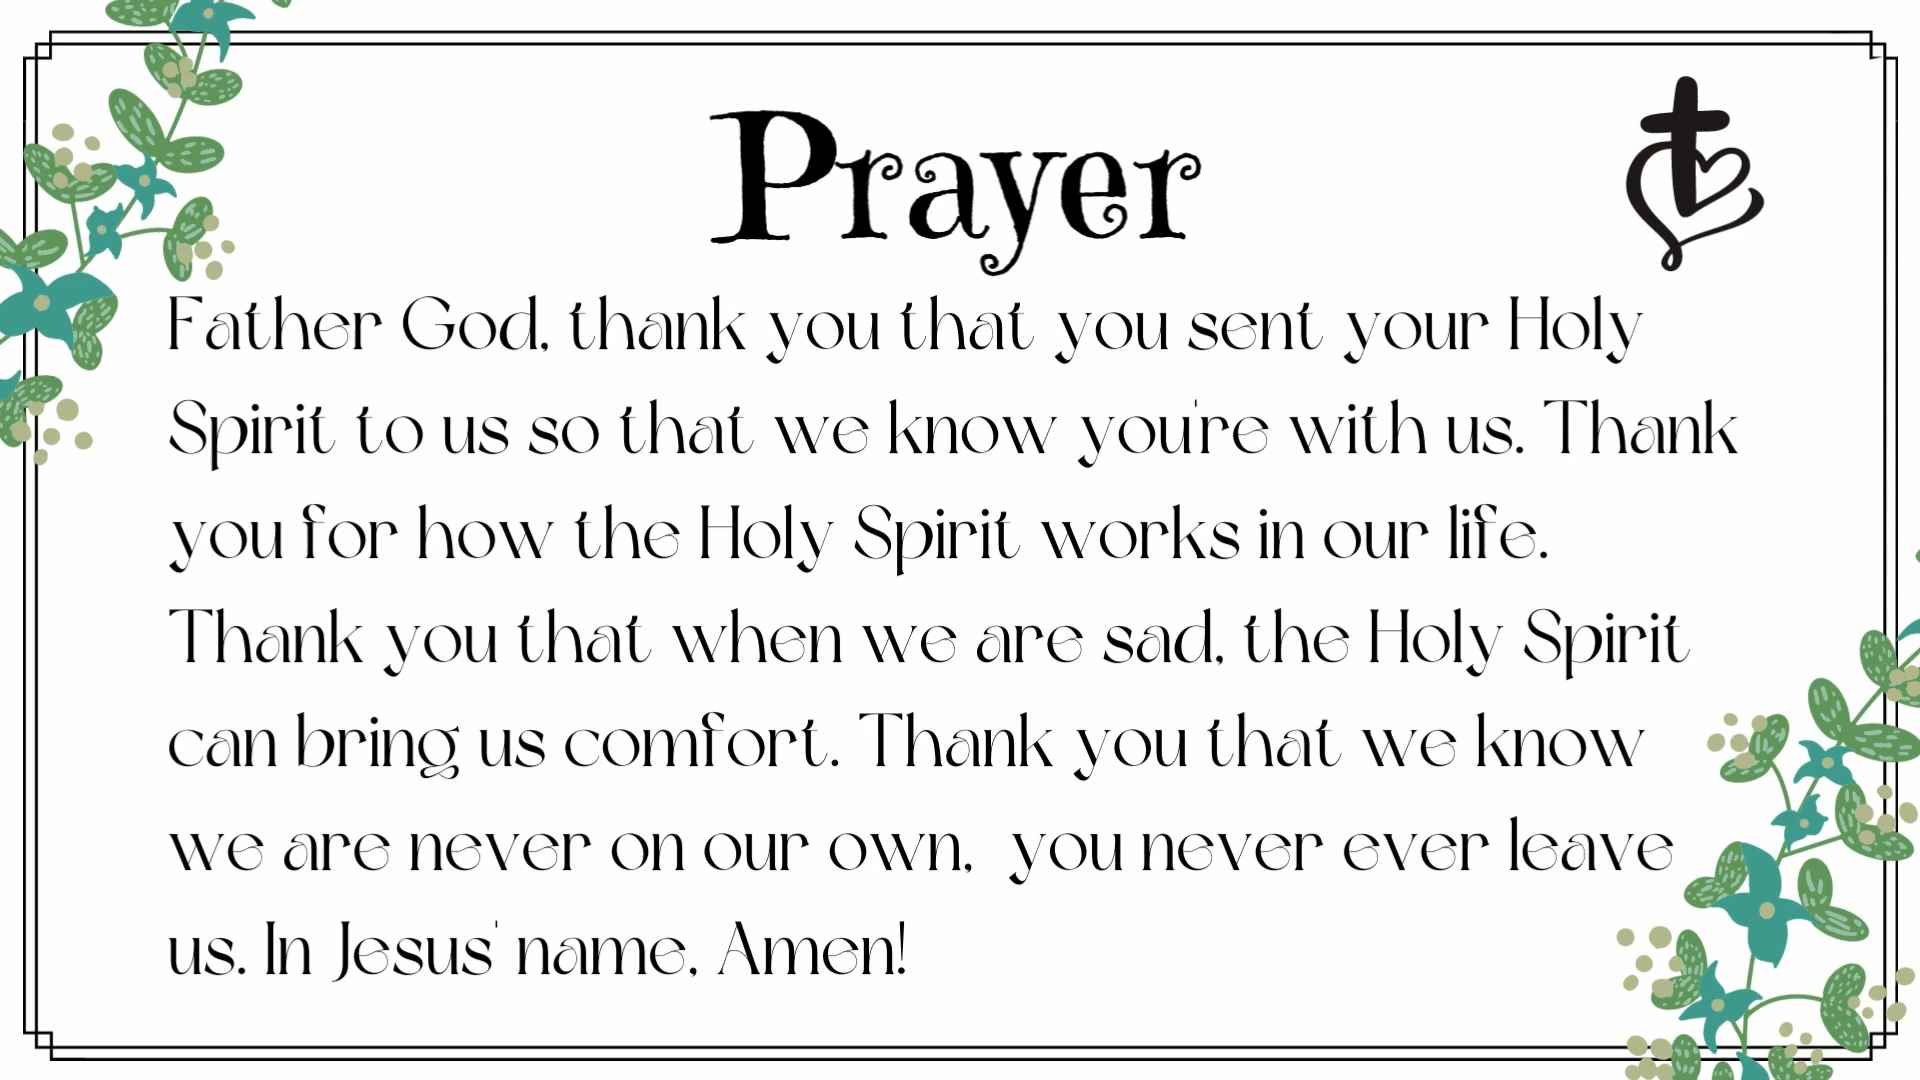 Prayer
Father God, thank you that you sent your Holy
Spirit to us so that we know you're with us. Thank
you for how the Holy Spirit works in our life.
Thank you that when we are sad, the Holy Spirit
can bring us comfort. Thank you that we know
we are never on our own,  you never ever leave
us. In Jesus' name, Amen!